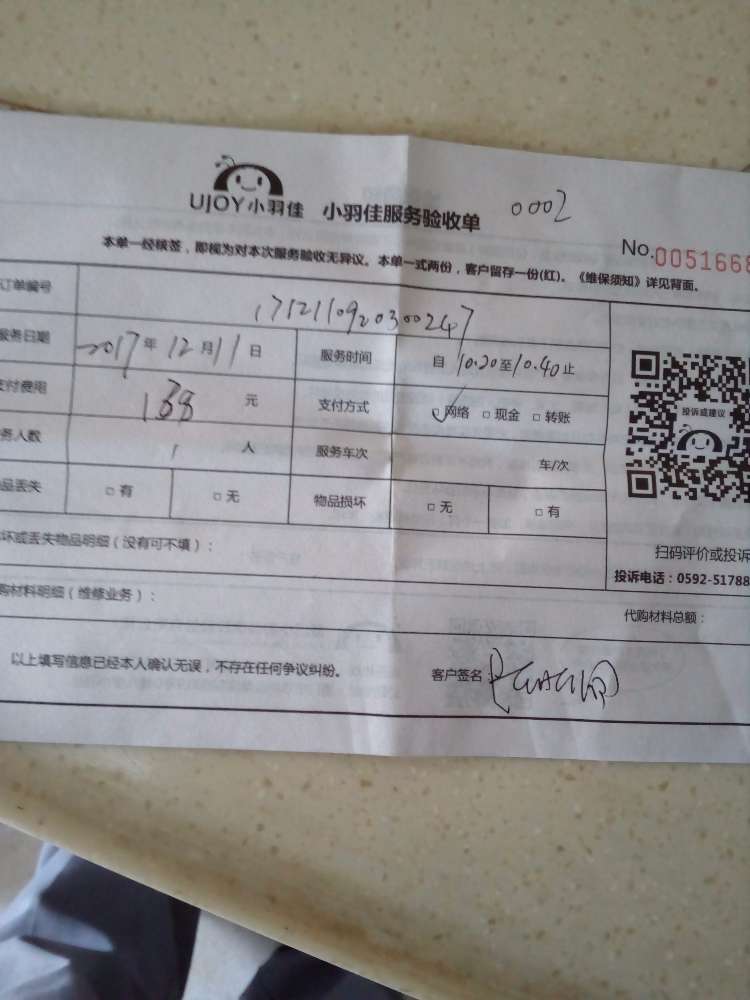 UJOY小羽佳 小羽佳服务验收单 0002
No.0051668
本单一经核签，即视为对本次服务验收无异议。本单一式两份，客户留存一份(红)。《维保须知》详见背面。
订单编号 1712110920300247
服务日期 2017年12月11日 服务时间 自10.20至10.40止
支付费用 138元 支付方式 ✓网络 □现金 □转账
务人数 1人 服务车次 车/次
品丢失 □有 □无 物品损坏 □无 □有
投诉或建议
坏或丢失物品明细（没有可不填）：
扫码评价或投诉
投诉电话：0592-51788
购材料明细（维修业务）： 代购材料总额：
以上填写信息已经本人确认无误，不存在任何争议纠纷。 客户签名